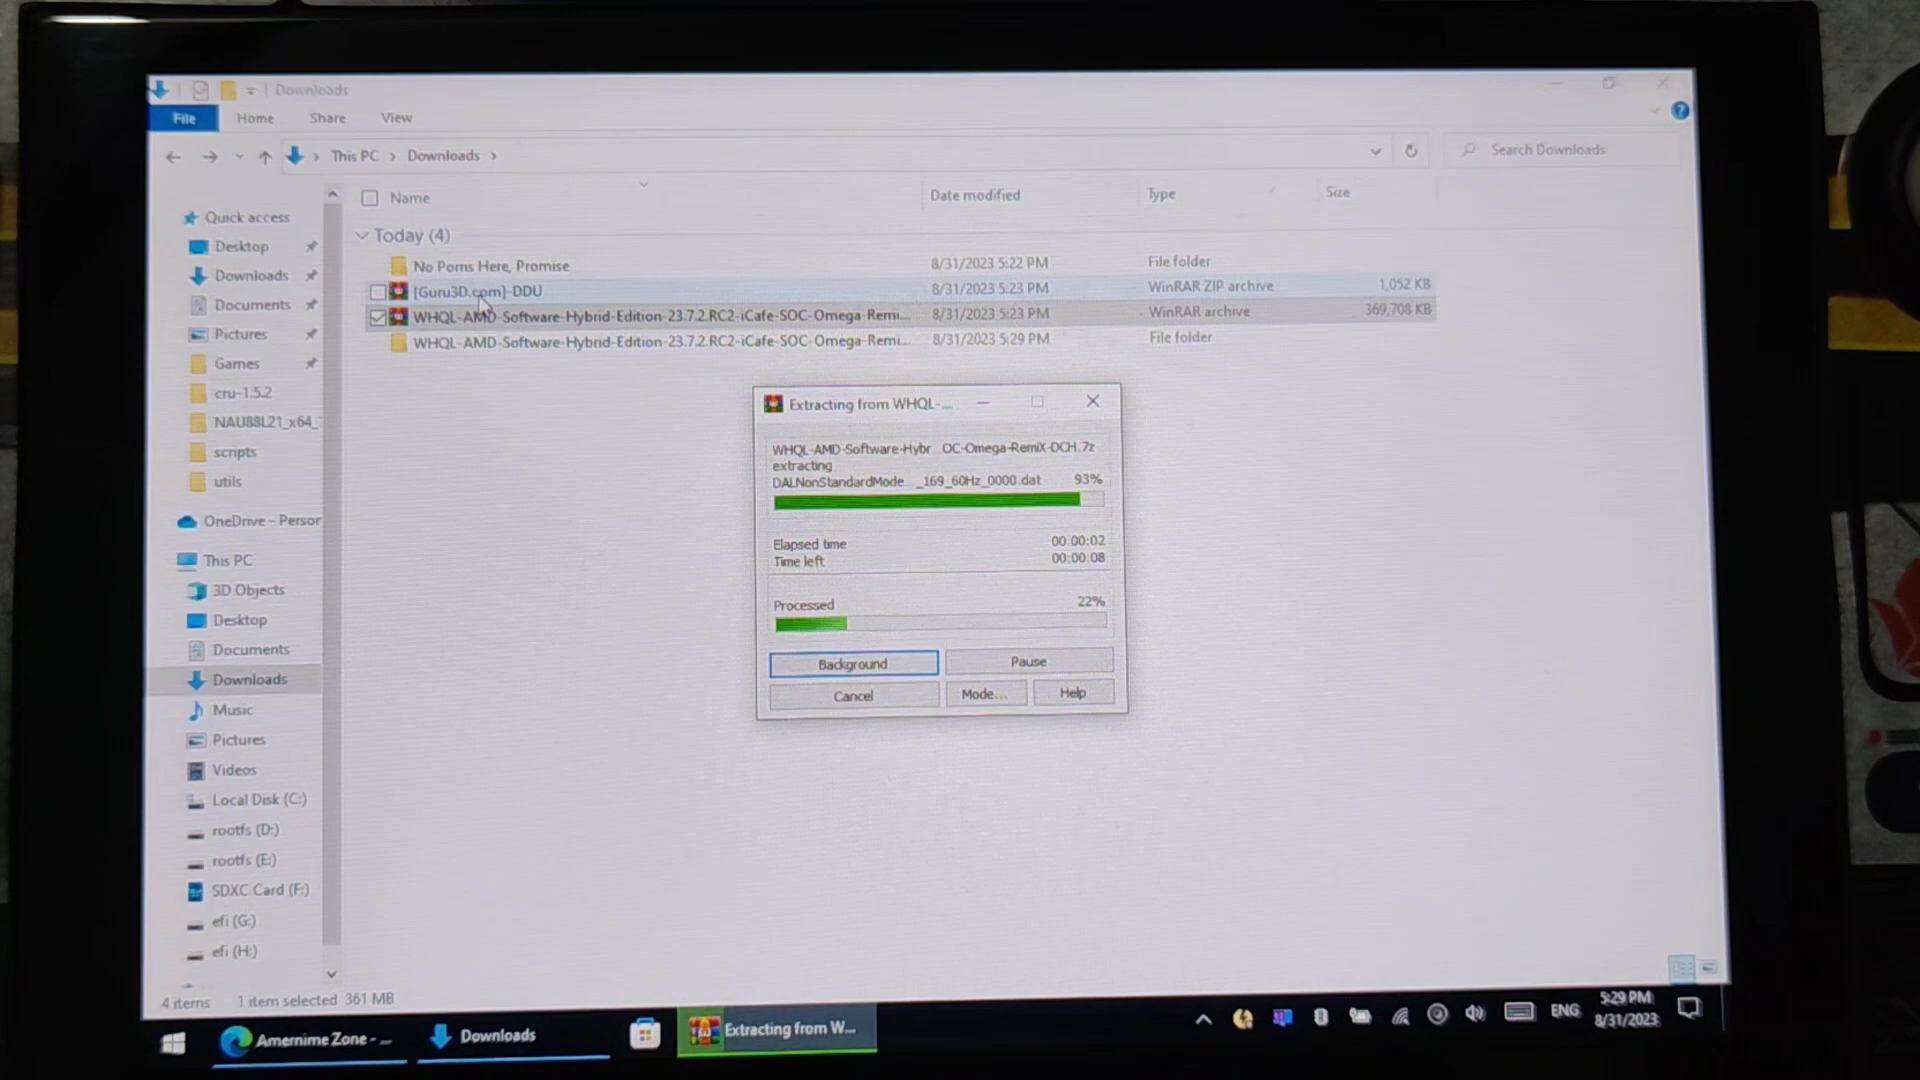 Downloads
File Home Share View
This PC Downloads
Search Downloads
Name Date modified Type Size
Today (4)
No Porns Here, Promise 8/31/2023 5:22 PM File folder
[Guru3D.com]-DDU 8/31/2023 5:23 PM WinRAR ZIP archive 1,052 KB
WHQL-AMD-Software-Hybrid-Edition-23.7.2.RC2-iCafe-SOC-Omega-Remi... 8/31/2023 5:23 PM WinRAR archive 369,708 KB
WHQL-AMD-Software-Hybrid-Edition-23.7.2.RC2-iCafe-SOC-Omega-Remi... 8/31/2023 5:29 PM File folder
Quick access
Desktop
Downloads
Documents
Pictures
Games
cru-1.5.2
NAU88L21_x64_
scripts
utils
OneDrive - Person
This PC
3D Objects
Desktop
Documents
Downloads
Music
Pictures
Videos
Local Disk (C:)
rootfs (D:)
rootfs (E:)
SDXC Card (F:)
efi (G:)
efi (H:)
Extracting from WHQL-...
WHQL-AMD-Software-Hybr OC-Omega-RemiX-DCH.7z
extracting
DALNonStandardMode _169_60Hz_0000.dat 93%
Elapsed time 00:00:02
Time left 00:00:08
Processed 22%
Background Pause
Cancel Mode... Help
4 items 1 item selected 361 MB
Amernime Zone - ... Downloads Extracting from W... ENG 5:29 PM
8/31/2023